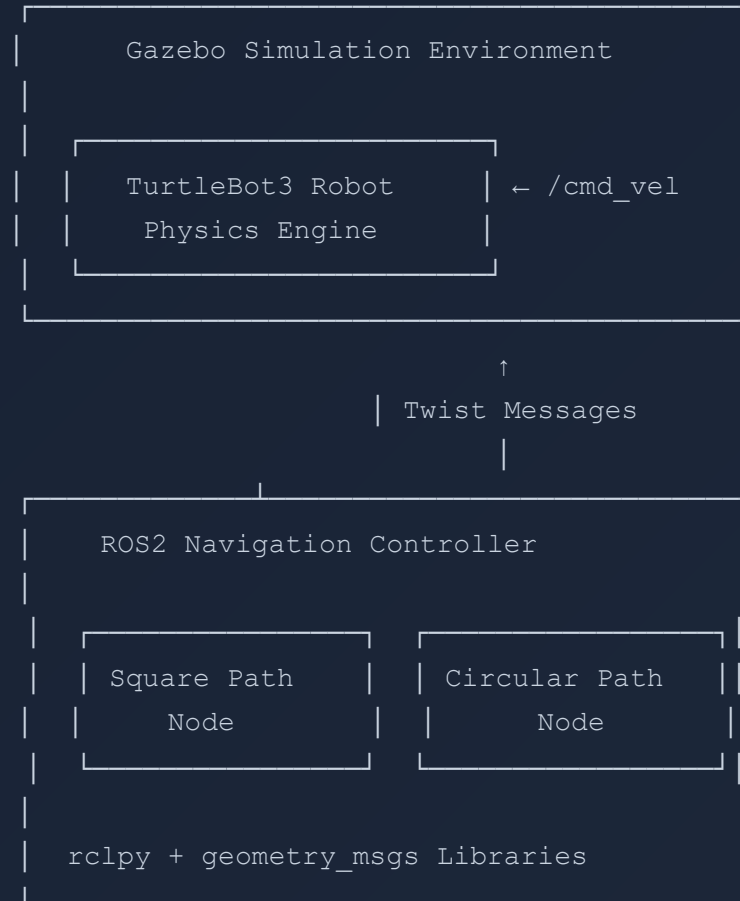 Gazebo Simulation Environment
TurtleBot3 Robot ← /cmd_vel
Physics Engine
↑
Twist Messages
ROS2 Navigation Controller
Square Path Circular Path
Node Node
rclpy + geometry_msgs Libraries